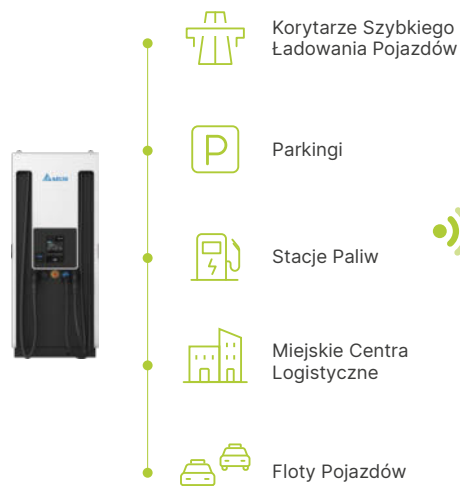 Korytarze Szybkiego
Ładowania Pojazdów
P
Parkingi
Stacje Paliw
Miejskie Centra
Logistyczne
Floty Pojazdów